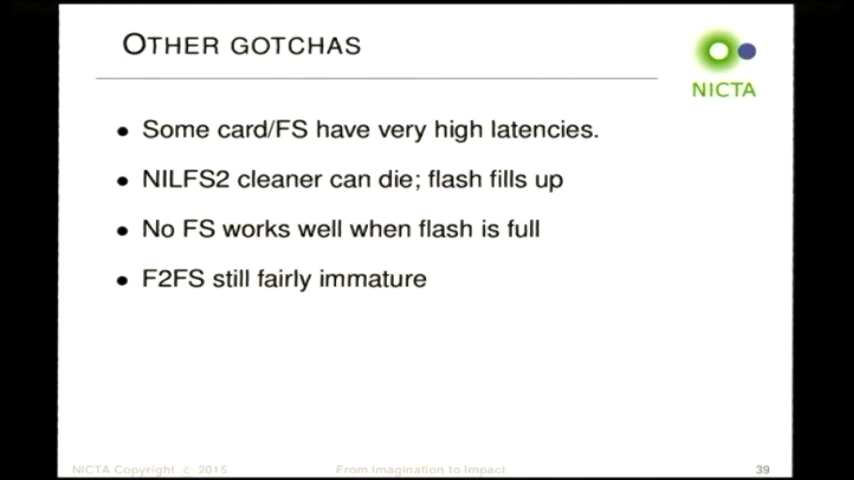 OTHER GOTCHAS
NICTA
• Some card/FS have very high latencies.
• NILFS2 cleaner can die; flash fills up
• No FS works well when flash is full
• F2FS still fairly immature
NICTA Copyright c 2015 From Imagination to Impact 39